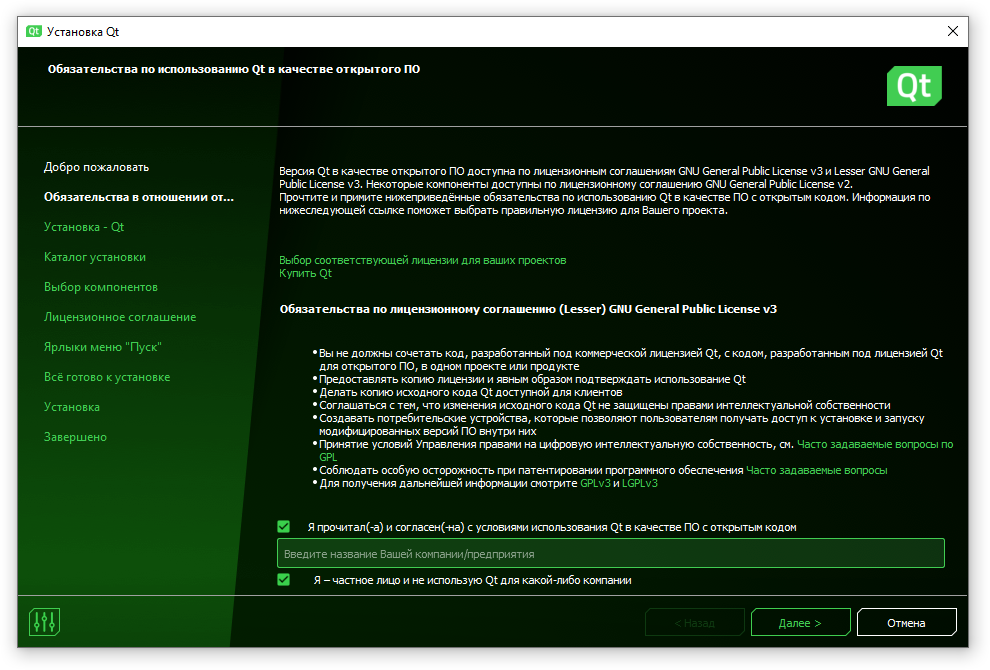 Qt Установка Qt
Обязательства по использованию Qt в качестве открытого ПО
Qt
Добро пожаловать
Обязательства в отношении от...
Установка - Qt
Каталог установки
Выбор компонентов
Лицензионное соглашение
Ярлыки меню "Пуск"
Всё готово к установке
Установка
Завершено
Версия Qt в качестве открытого ПО доступна по лицензионным соглашениям GNU General Public License v3 и Lesser GNU General
Public License v3. Некоторые компоненты доступны по лицензионному соглашению GNU General Public License v2.
Прочтите и примите нижеприведённые обязательства по использованию Qt в качестве ПО с открытым кодом. Информация по
нижеследующей ссылке поможет выбрать правильную лицензию для Вашего проекта.
Выбор соответствующей лицензии для ваших проектов
Купить Qt
Обязательства по лицензионному соглашению (Lesser) GNU General Public License v3
• Вы не должны сочетать код, разработанный под коммерческой лицензией Qt, с кодом, разработанным под лицензией Qt
для открытого ПО, в одном проекте или продукте
• Предоставлять копию лицензии и явным образом подтверждать использование Qt
• Делать копию исходного кода Qt доступной для клиентов
• Соглашаться с тем, что изменения исходного кода Qt не защищены правами интеллектуальной собственности
• Создавать потребительские устройства, которые позволяют пользователям получать доступ к установке и запуску
модифицированных версий ПО внутри них
• Принятие условий Управления правами на цифровую интеллектуальную собственность, см. Часто задаваемые вопросы по
GPL
• Соблюдать особую осторожность при патентировании программного обеспечения Часто задаваемые вопросы
• Для получения дальнейшей информации смотрите GPLv3 и LGPLv3
Я прочитал(-а) и согласен(-на) с условиями использования Qt в качестве ПО с открытым кодом
Введите название Вашей компании/предприятия
Я – частное лицо и не использую Qt для какой-либо компании
< Назад
Далее >
Отмена